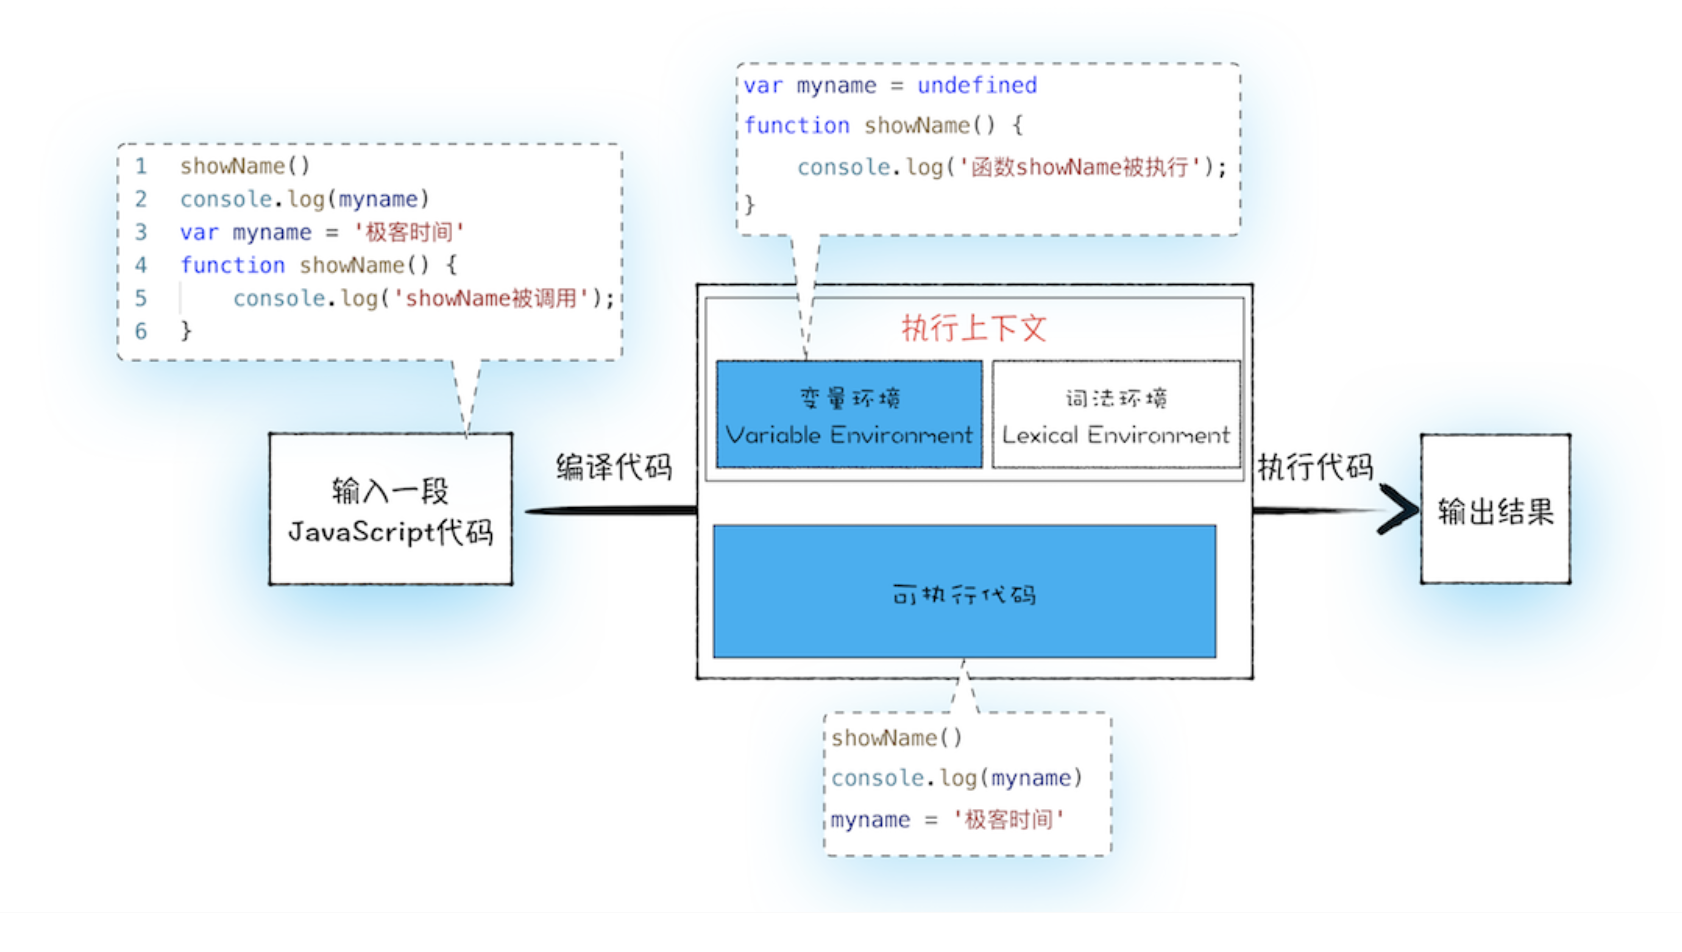 var myname = undefined
function showName() {
    console.log('函数showName被执行');
}
1 showName()
2 console.log(myname)
3 var myname = '极客时间'
4 function showName() {
5     console.log('showName被调用');
6 }
执行上下文
变量环境
Variable Environment
词法环境
Lexical Environment
输入一段
JavaScript代码
编译代码
执行代码
输出结果
可执行代码
showName()
console.log(myname)
myname = '极客时间'